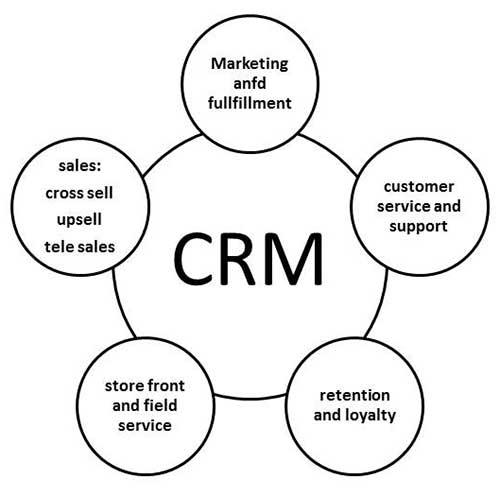 Marketing
anfd
fullfillment
sales:
cross sell
upsell
tele sales
customer
service and
support
CRM
store front
and field
service
retention
and loyalty